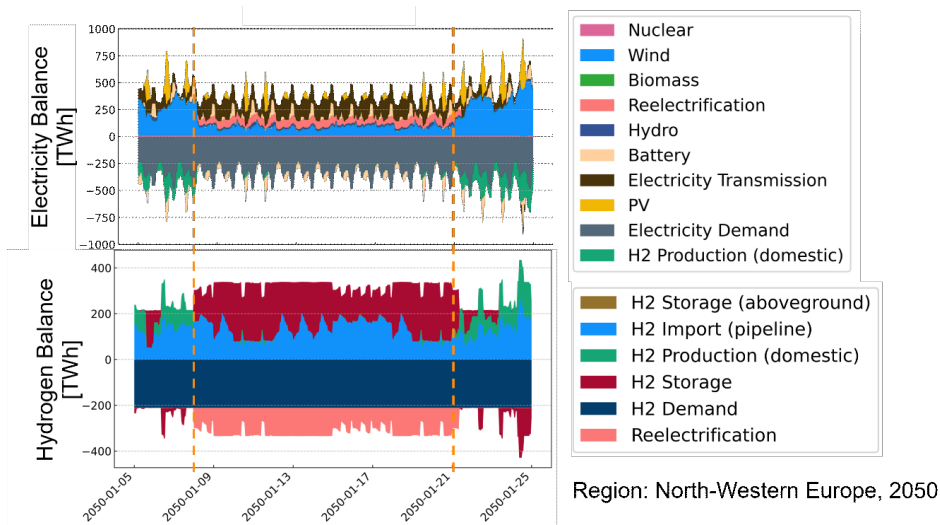 Electricity Balance
[TWh]
1000
750
500
250
0
−250
−500
−750
−1000
Nuclear
Wind
Biomass
Reelectrification
Hydro
Battery
Electricity Transmission
PV
Electricity Demand
H2 Production (domestic)
Hydrogen Balance
[TWh]
400
200
0
−200
−400
H2 Storage (aboveground)
H2 Import (pipeline)
H2 Production (domestic)
H2 Storage
H2 Demand
Reelectrification
2050-01-05
2050-01-09
2050-01-13
2050-01-17
2050-01-21
2050-01-25
Region: North-Western Europe, 2050